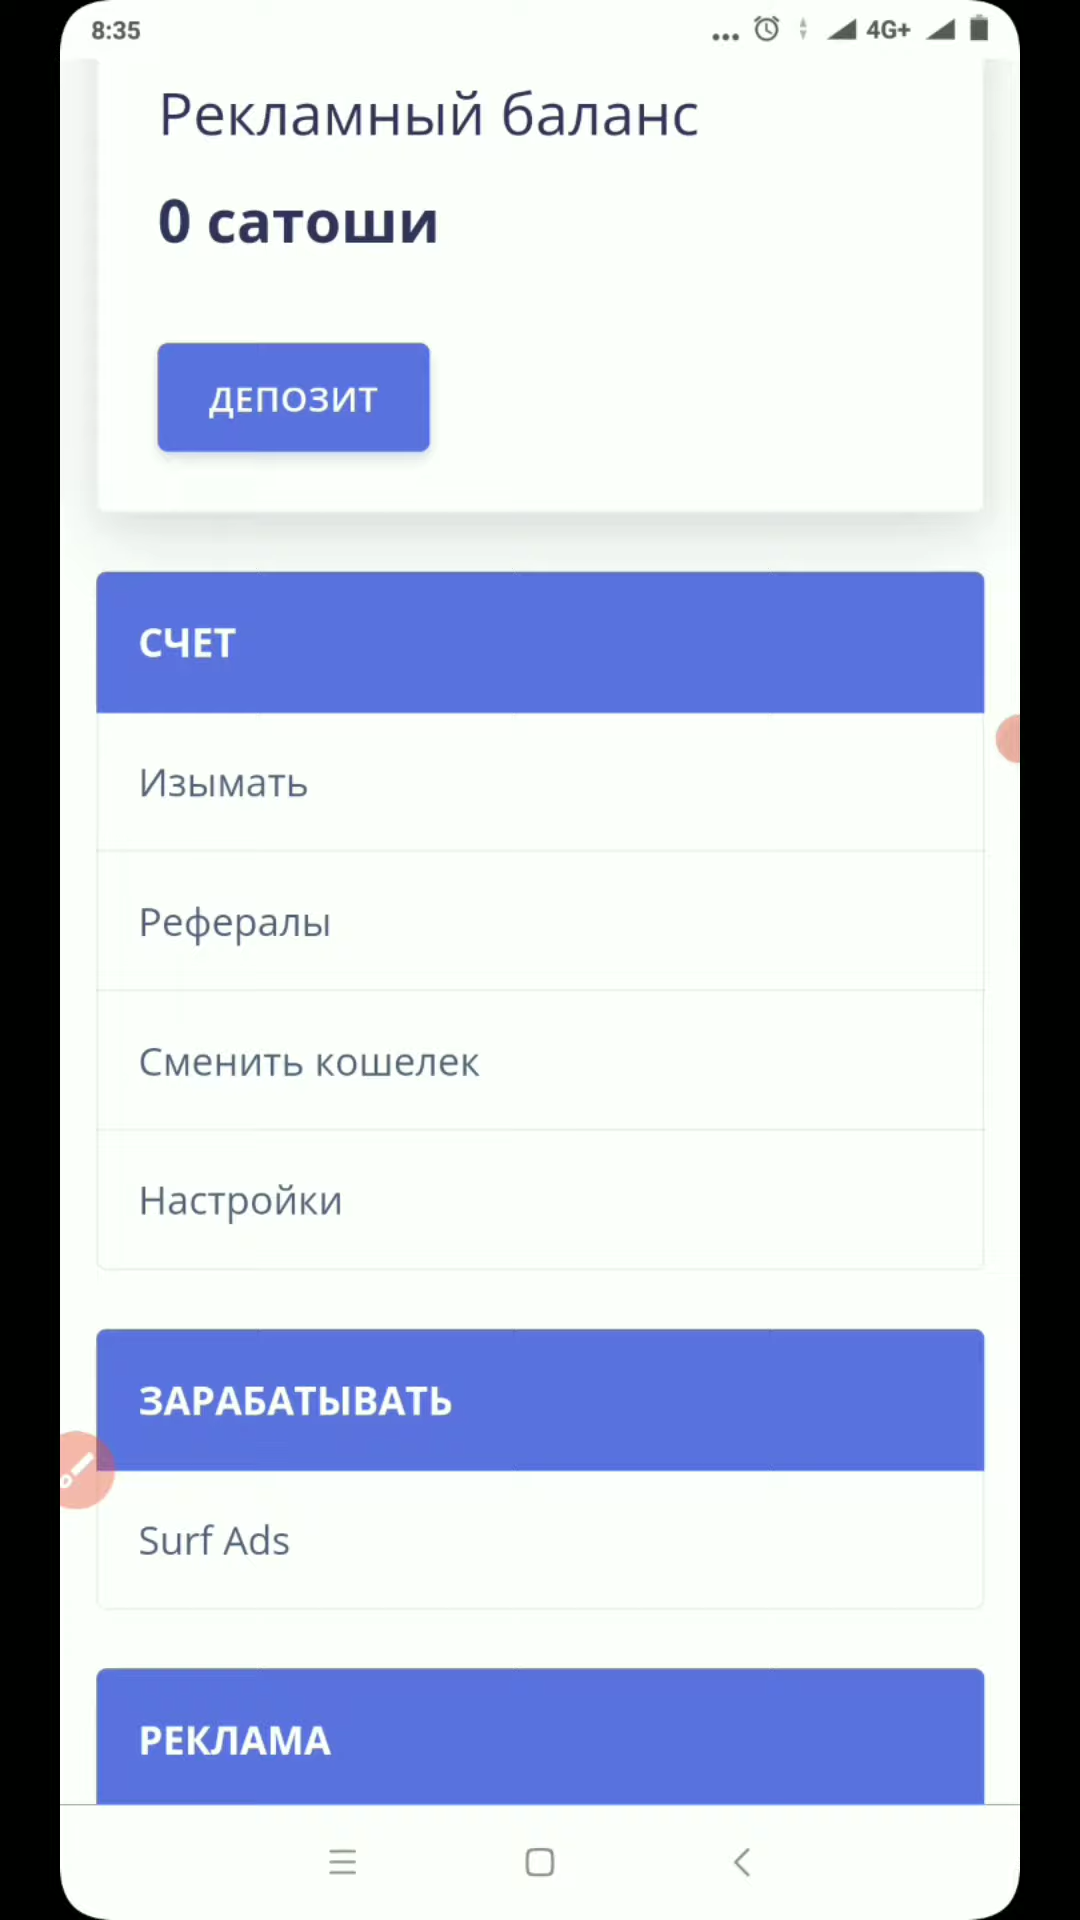 8:35
4G+
Рекламный баланс
0 сатоши
ДЕПОЗИТ
СЧЕТ
Изымать
Рефералы
Сменить кошелек
Настройки
ЗАРАБАТЫВАТЬ
Surf Ads
РЕКЛАМА